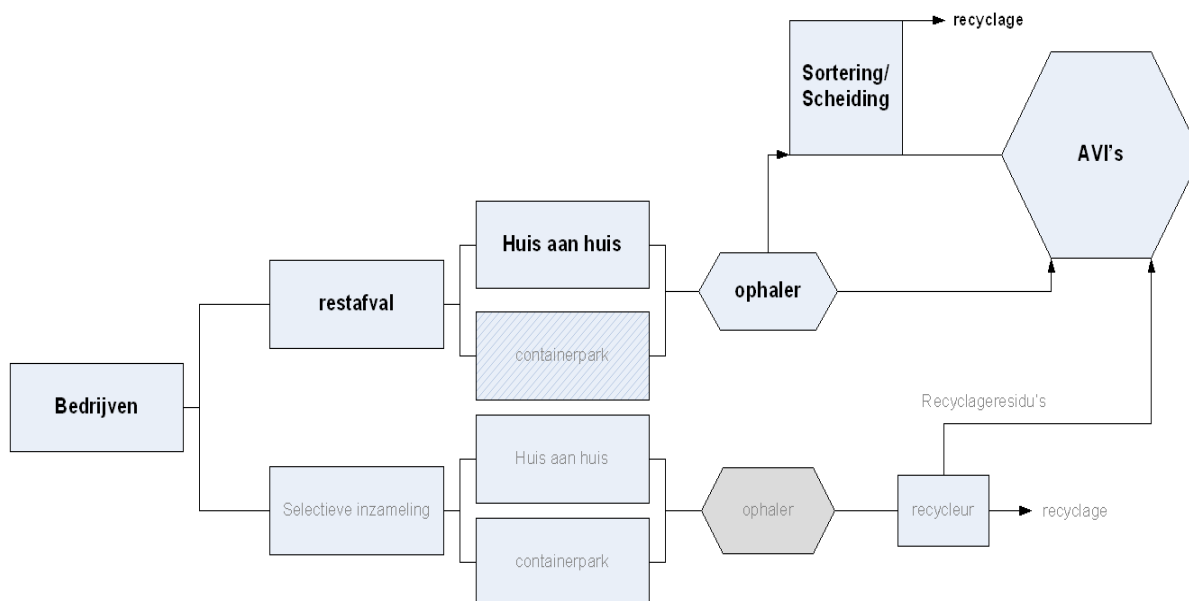 recyclage
Sortering/
Scheiding
AVI's
Huis aan huis
ophaler
restafval
containerpark
Bedrijven
Recyclageresidu's
Huis aan huis
Selectieve inzameling
ophaler
recycleur
recyclage
containerpark